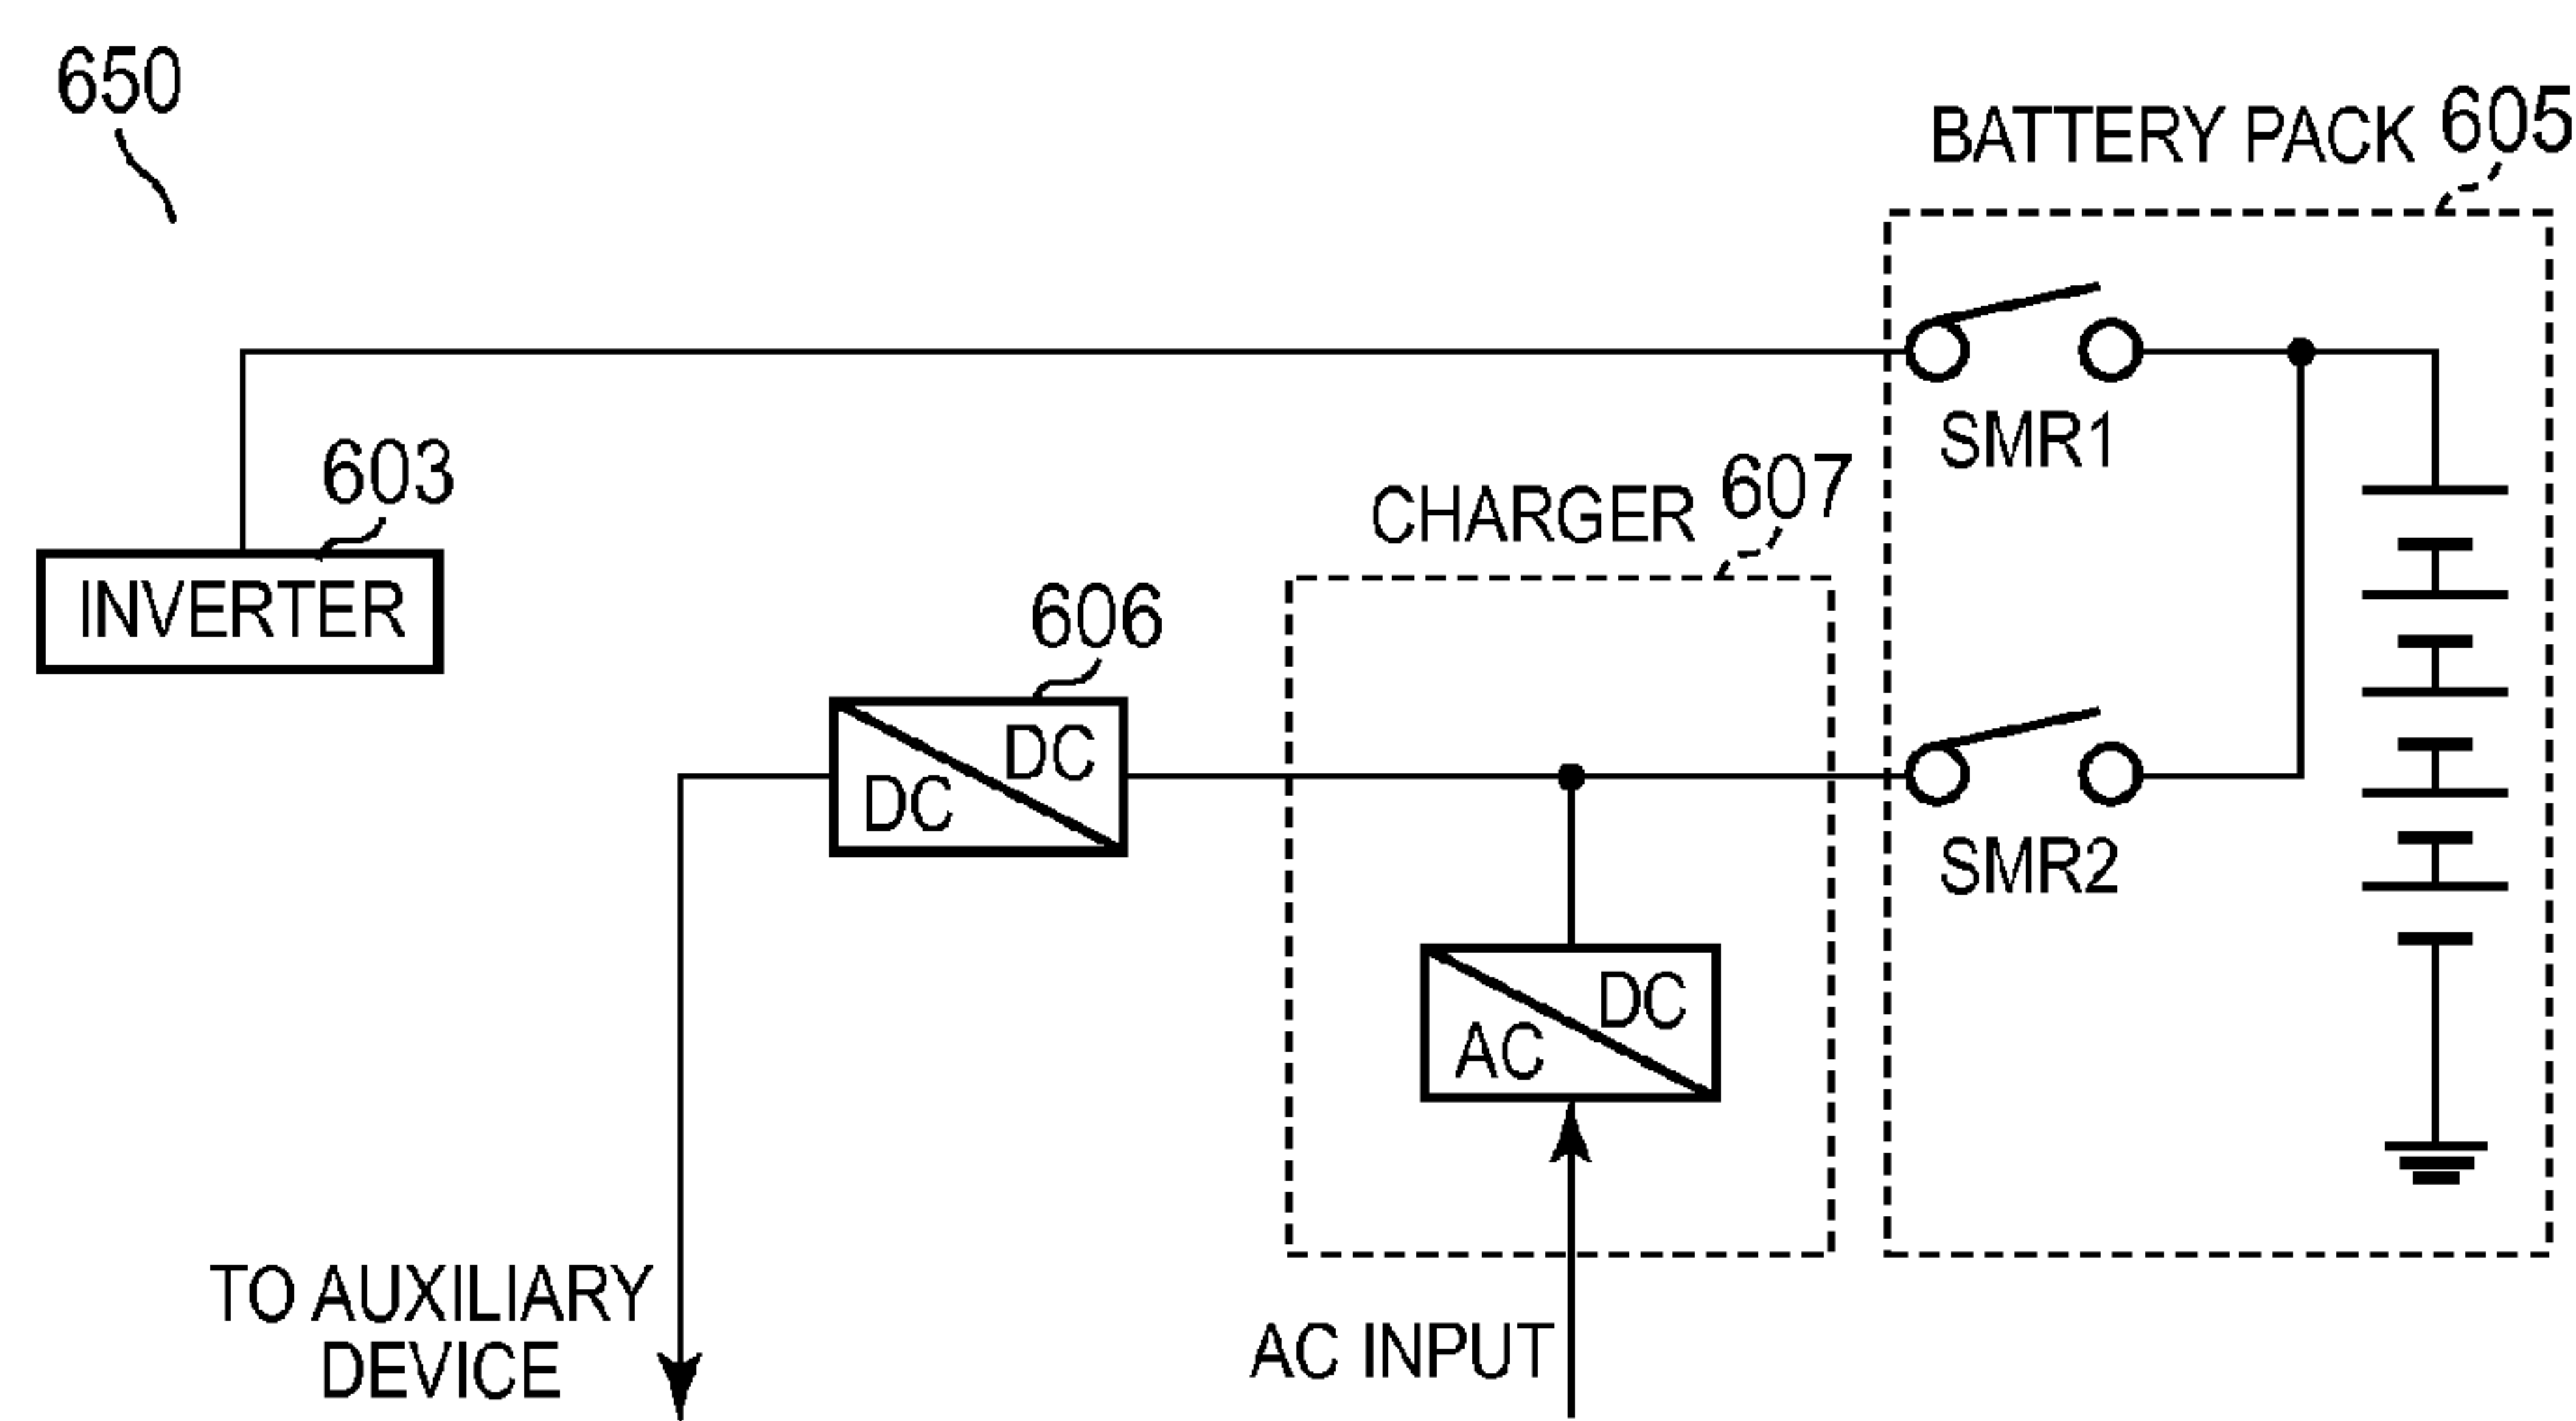 650
BATTERY PACK 605
SMR1
603
INVERTER
CHARGER 607
606
DC
DC
SMR2
DC
AC
TO AUXILIARY
DEVICE
AC INPUT